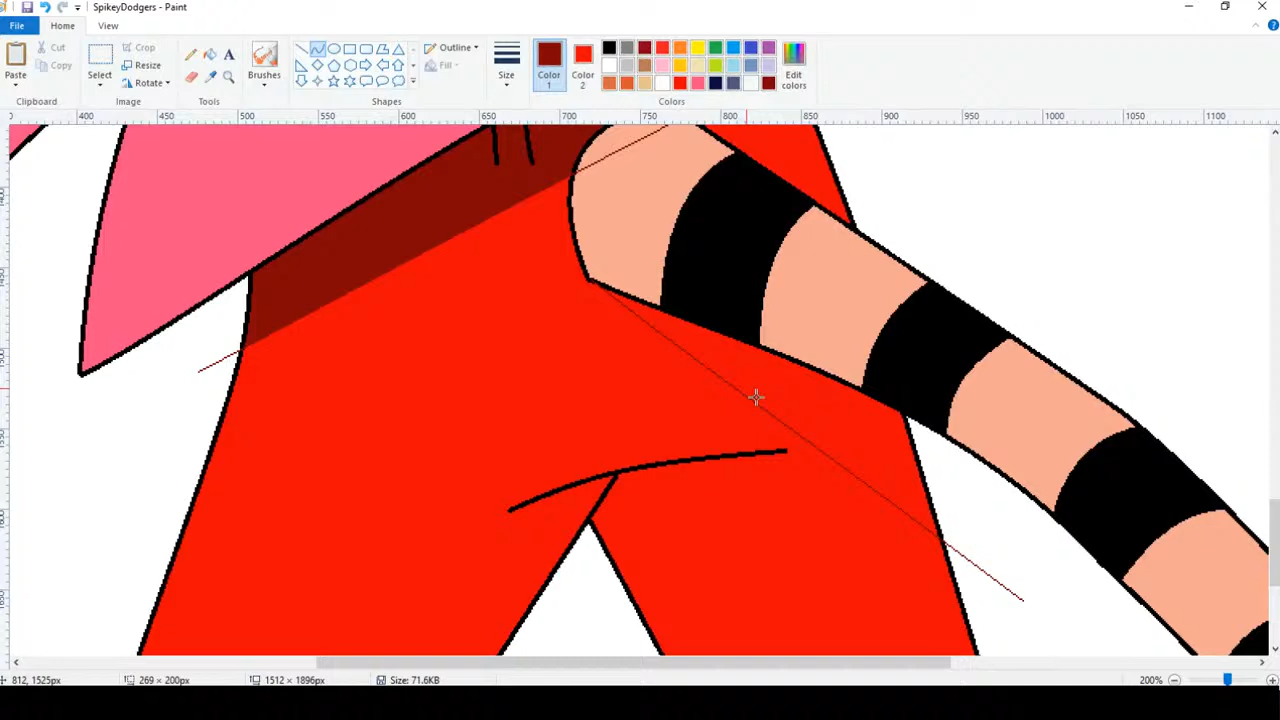 SpikeyDodgers - Paint
File Home View
Paste
Cut
Copy
Clipboard
Select
Crop
Resize
Rotate
Image
A
Tools
Brushes
Outline
Fill
Shapes
Size
Color 1
Color 2
Edit colors
Colors
400 450 500 550 600 650 700 750 800 850 900 950 1000 1050 1100
812, 1525px 269 × 200px 1512 × 1896px Size: 71.6KB 200%